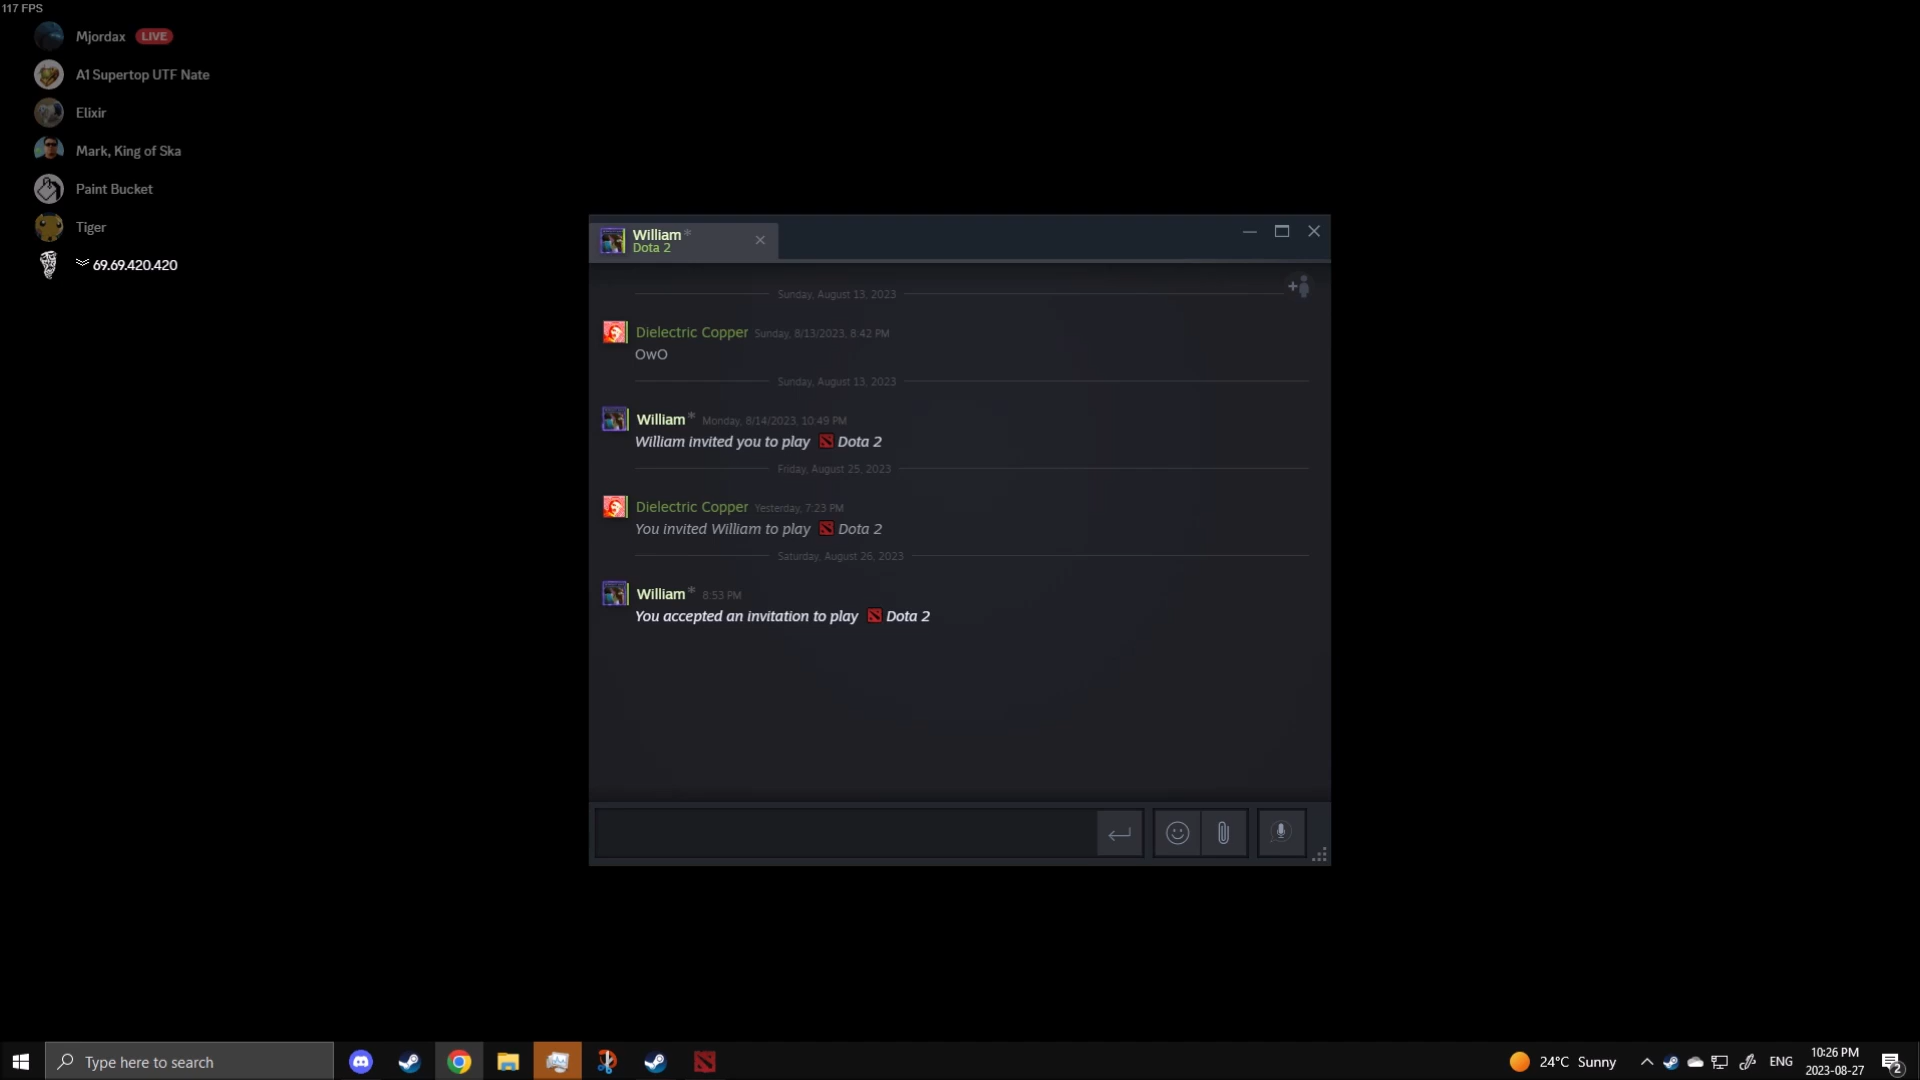 117 FPS
Mjordax LIVE
A1 Supertop UTF Nate
Elixir
Mark, King of Ska
Paint Bucket
Tiger
69.69.420.420
William *
Dota 2
Sunday, August 13, 2023
Dielectric Copper Sunday, 8/13/2023, 8:42 PM
OwO
Sunday, August 13, 2023
William * Monday, 8/14/2023, 10:49 PM
William invited you to play Dota 2
Friday, August 25, 2023
Dielectric Copper Yesterday, 7:23 PM
You invited William to play Dota 2
Saturday, August 26, 2023
William * 8:53 PM
You accepted an invitation to play Dota 2
Type here to search
24°C Sunny
ENG
10:26 PM
2023-08-27
2